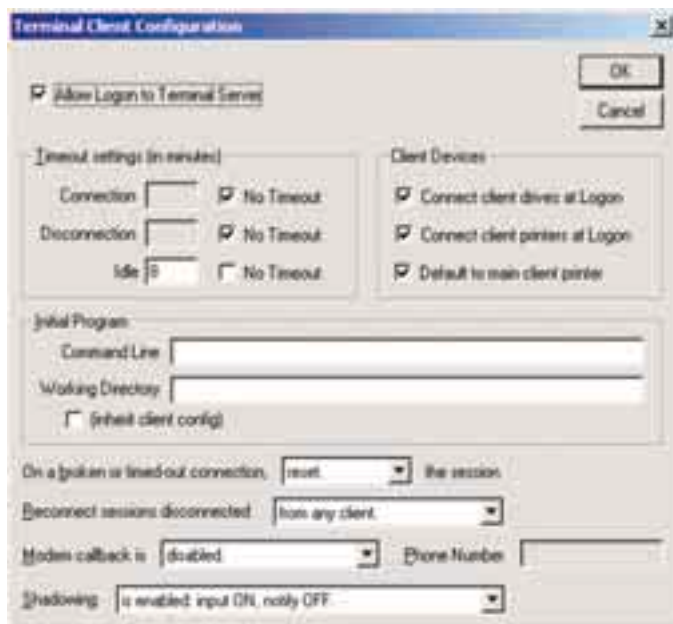 Terminal Client Configuration
Allow Logon to Terminal Server
OK
Cancel
Timeout settings (in minutes)
Connection No Timeout
Disconnection No Timeout
Idle No Timeout
Client Devices
Connect client drives at Logon
Connect client printers at Logon
Default to main client printer
Initial Program
Command Line
Working Directory
(inherit client config)
On a broken or timed-out connection, reset the session.
Reconnect sessions disconnected from any client.
Modem callback is disabled. Phone Number
Shadowing is enabled: input ON, notify OFF.